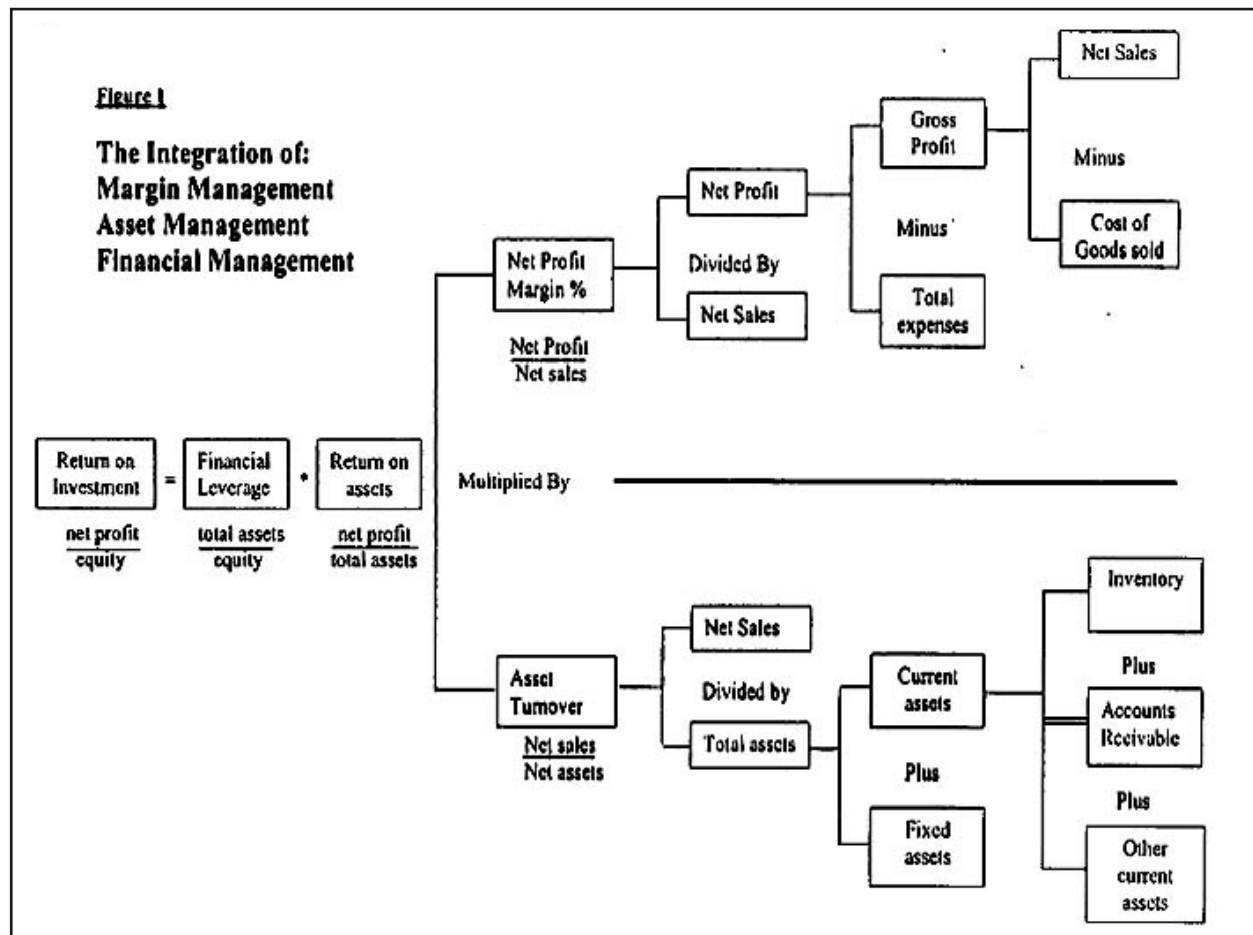 Figure 1
The Integration of:
Margin Management
Asset Management
Financial Management
Return on
Investment
net profit
equity
=
Financial
Leverage
total assets
equity
*
Return on
assets
net profit
total assets
Net Profit
Margin %
Net Profit
Net sales
Net Profit
Divided By
Net Sales
Gross
Profit
Minus
Total
expenses
Net Sales
Minus
Cost of
Goods sold
Multiplied By
Asset
Turnover
Net sales
Net assets
Net Sales
Divided by
Total assets
Current
assets
Plus
Fixed
assets
Inventory
Plus
Accounts
Receivable
Plus
Other
current
assets